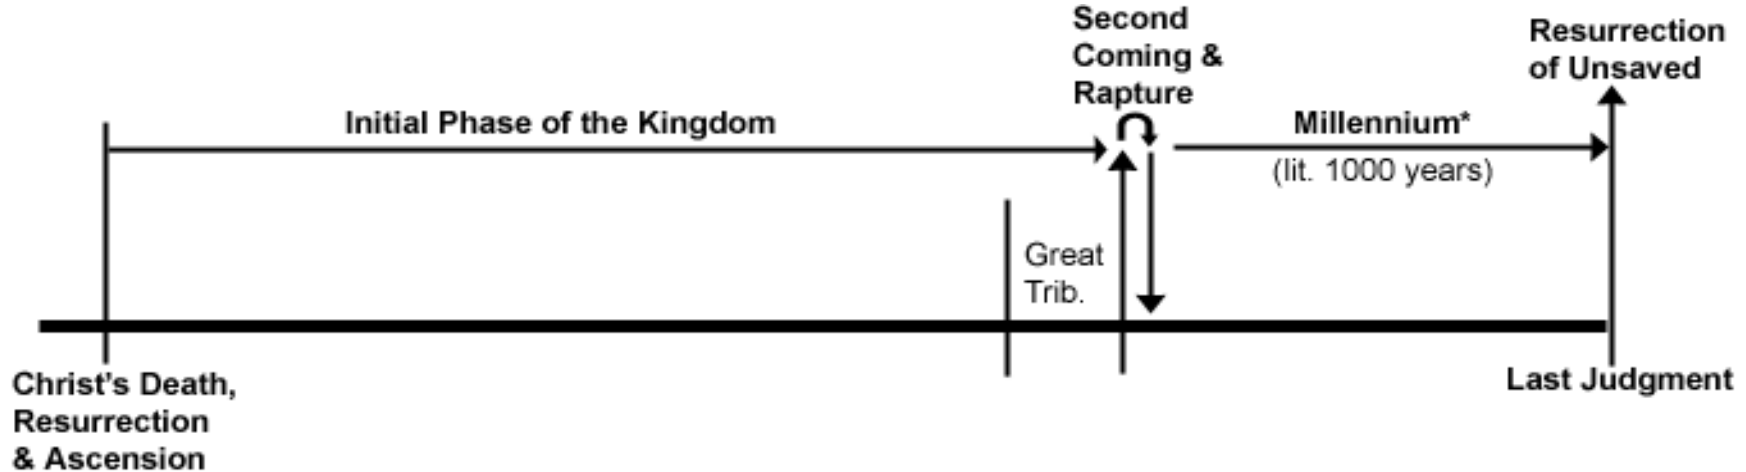 Second
Coming &
Rapture
Resurrection
of Unsaved
Initial Phase of the Kingdom
Millennium*
(lit. 1000 years)
Great
Trib.
Christ's Death,
Resurrection
& Ascension
Last Judgment